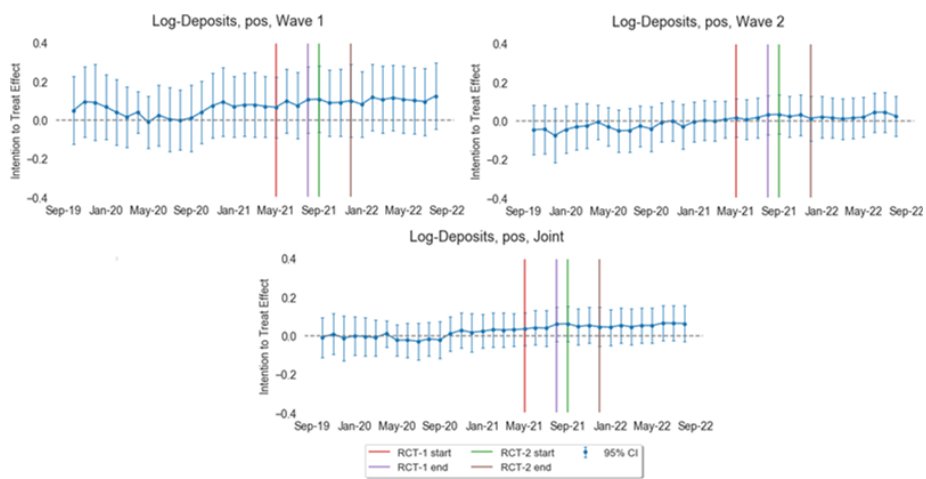 Log-Deposits, pos, Wave 1
Intention to Treat Effect
0.4
0.2
0.0
−0.2
−0.4
Sep-19 Jan-20 May-20 Sep-20 Jan-21 May-21 Sep-21 Jan-22 May-22 Sep-22
Log-Deposits, pos, Wave 2
Intention to Treat Effect
0.4
0.2
0.0
−0.2
−0.4
Sep-19 Jan-20 May-20 Sep-20 Jan-21 May-21 Sep-21 Jan-22 May-22 Sep-22
Log-Deposits, pos, Joint
Intention to Treat Effect
0.4
0.2
0.0
−0.2
−0.4
Sep-19 Jan-20 May-20 Sep-20 Jan-21 May-21 Sep-21 Jan-22 May-22 Sep-22
RCT-1 start RCT-2 start 95% CI
RCT-1 end RCT-2 end